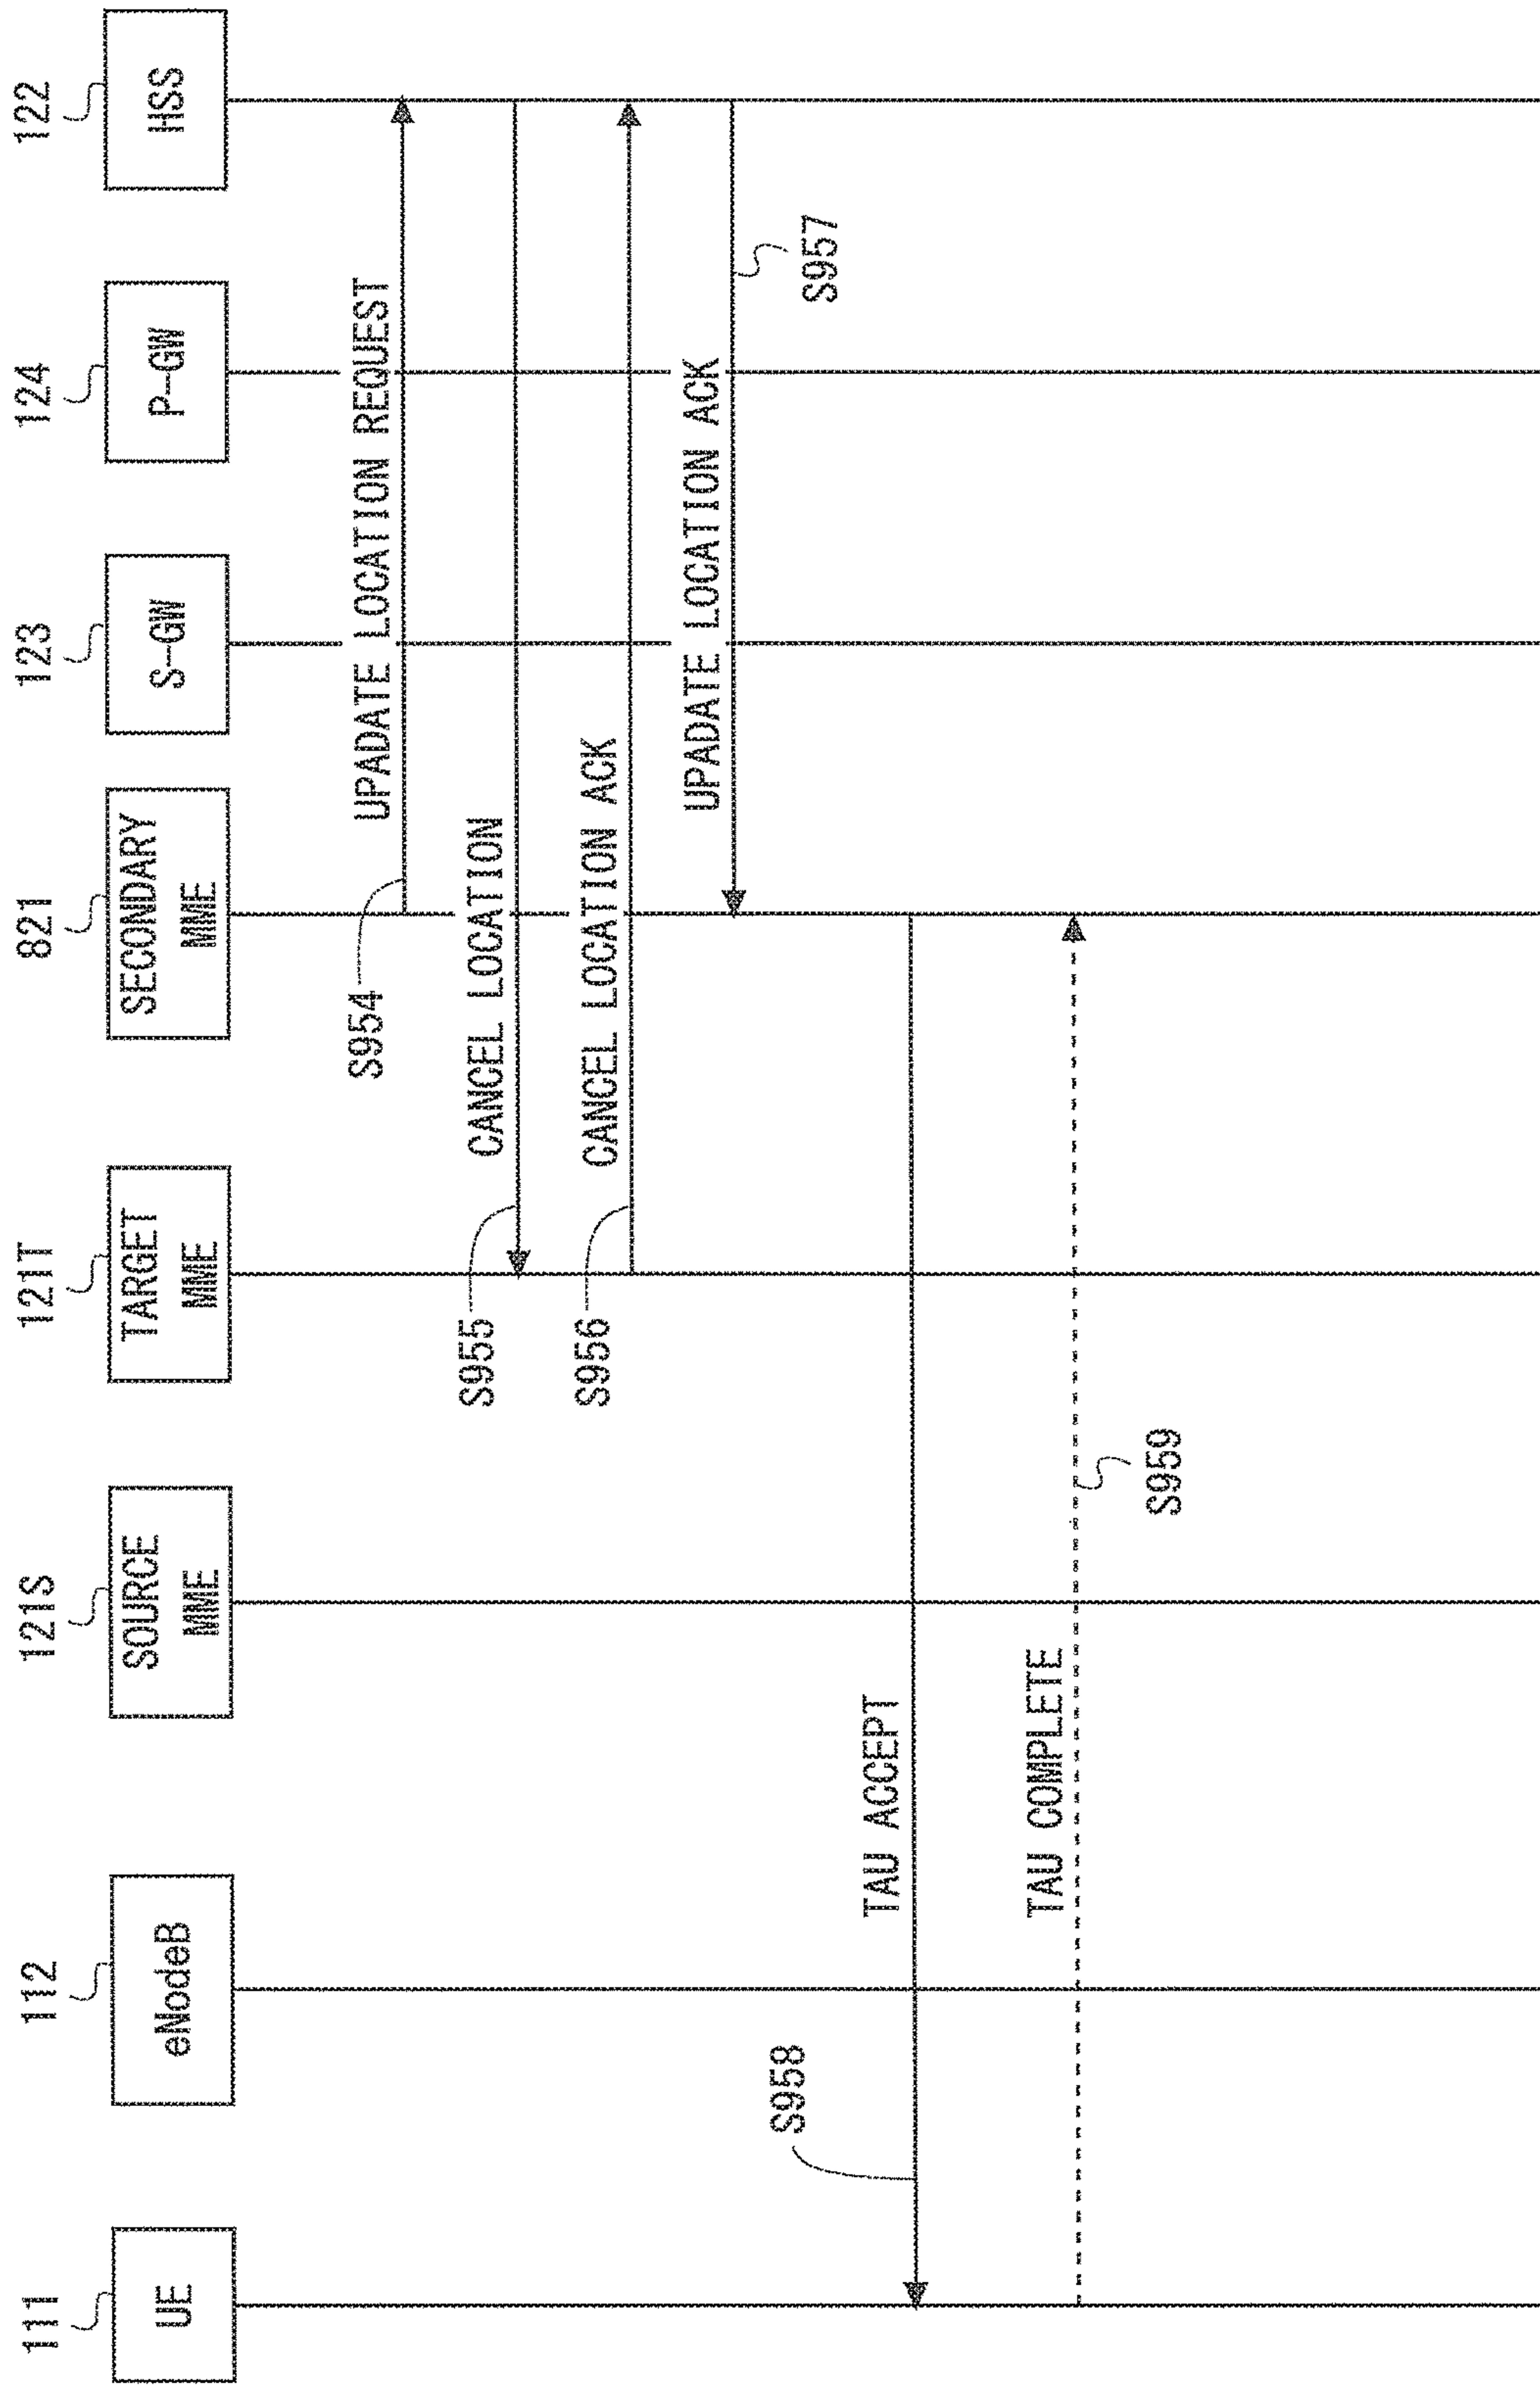 111
112
121S
121T
821
123
124
122
UE
eNodeB
SOURCE
MME
TARGET
MME
SECONDARY
MME
S-GW
P-GW
HSS
S954
UPADATE LOCATION REQUEST
S955
CANCEL LOCATION
S956
CANCEL LOCATION ACK
UPADATE LOCATION ACK
S957
S958
TAU ACCEPT
TAU COMPLETE
S959